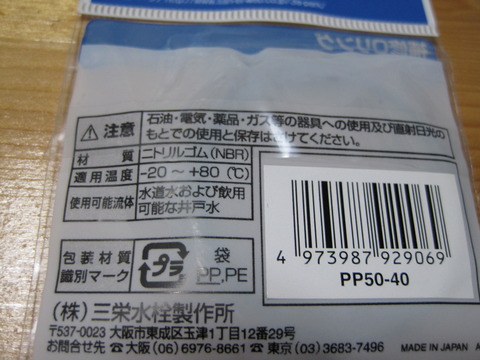 補修Oリング
⚠注意 石油・電気・薬品・ガス等の器具への使用及び直射日光の
もとでの使用と保存はさけてください。
材質 ニトリルゴム(NBR)
適用温度 -20～+80(℃)
使用可能流体 水道水および飲用
可能な井戸水
包装材質
識別マーク プラ 袋
PP,PE
4 973987 929069
PP50-40
(株)三栄水栓製作所
〒537-0023 大阪市東成区玉津1丁目12番29号
お問合せ先 ☎大阪(06)6976-8661 ☎東京(03)3683-7496 MADE IN JAPAN